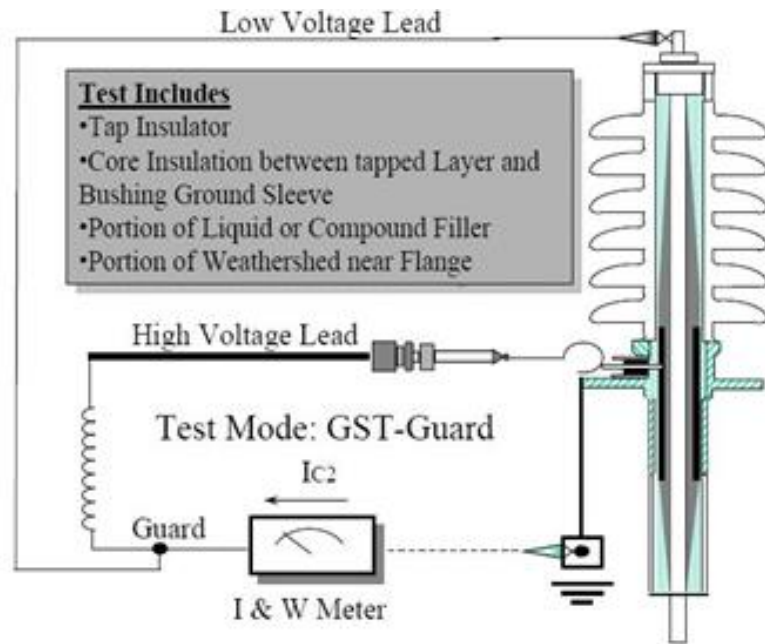 Low Voltage Lead
Test Includes
•Tap Insulator
•Core Insulation between tapped Layer and
Bushing Ground Sleeve
•Portion of Liquid or Compound Filler
•Portion of Weathershed near Flange
High Voltage Lead
Test Mode: GST-Guard
IC2
Guard
I & W Meter